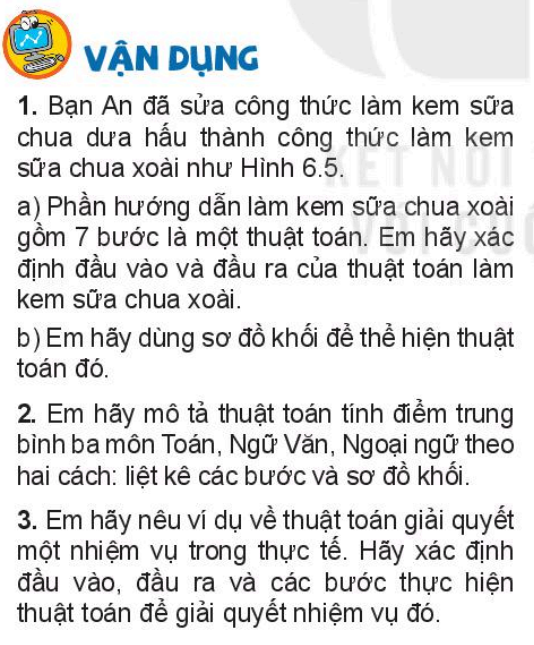 VẬN DỤNG
1. Bạn An đã sửa công thức làm kem sữa
chua dưa hấu thành công thức làm kem
sữa chua xoài như Hình 6.5.
a) Phần hướng dẫn làm kem sữa chua xoài
gồm 7 bước là một thuật toán. Em hãy xác
định đầu vào và đầu ra của thuật toán làm
kem sữa chua xoài.
b) Em hãy dùng sơ đồ khối để thể hiện thuật
toán đó.
2. Em hãy mô tả thuật toán tính điểm trung
bình ba môn Toán, Ngữ Văn, Ngoại ngữ theo
hai cách: liệt kê các bước và sơ đồ khối.
3. Em hãy nêu ví dụ về thuật toán giải quyết
một nhiệm vụ trong thực tế. Hãy xác định
đầu vào, đầu ra và các bước thực hiện
thuật toán để giải quyết nhiệm vụ đó.